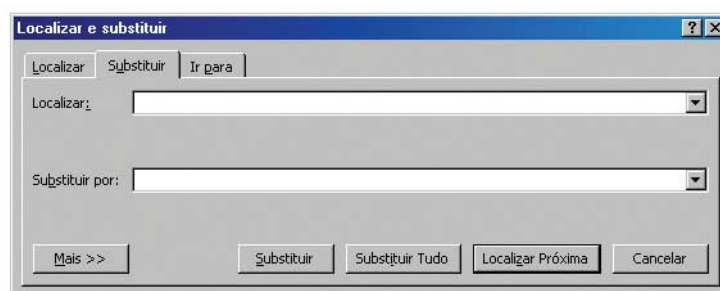 Localizar e substituir
Localizar Substituir Ir para
Localizar:
Substituir por:
Mais >> Substituir Substituir Tudo Localizar Próxima Cancelar